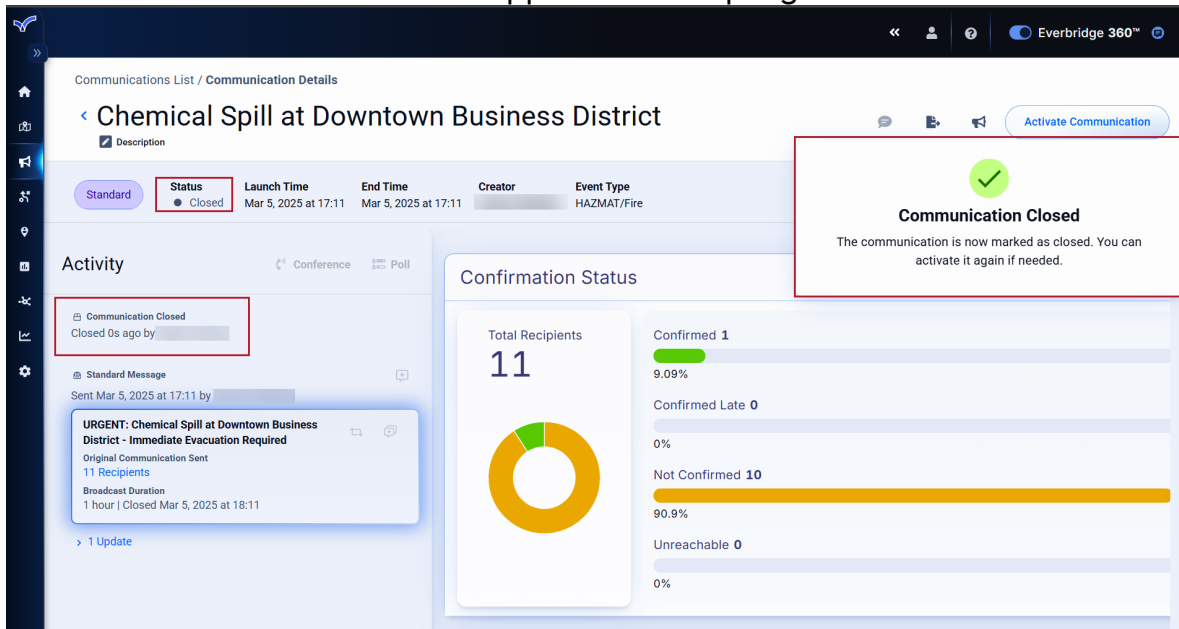 Everbridge 360™
Communications List / Communication Details
Chemical Spill at Downtown Business District
Description
Activate Communication
Standard
Status
Closed
Launch Time
Mar 5, 2025 at 17:11
End Time
Mar 5, 2025 at 17:11
Creator
Event Type
HAZMAT/Fire
Communication Closed
The communication is now marked as closed. You can
activate it again if needed.
Activity
Conference
Poll
Communication Closed
Closed 0s ago by
Standard Message
Sent Mar 5, 2025 at 17:11 by
URGENT: Chemical Spill at Downtown Business
District - Immediate Evacuation Required
Original Communication Sent
11 Recipients
Broadcast Duration
1 hour | Closed Mar 5, 2025 at 18:11
1 Update
Confirmation Status
Total Recipients
11
Confirmed 1
9.09%
Confirmed Late 0
0%
Not Confirmed 10
90.9%
Unreachable 0
0%